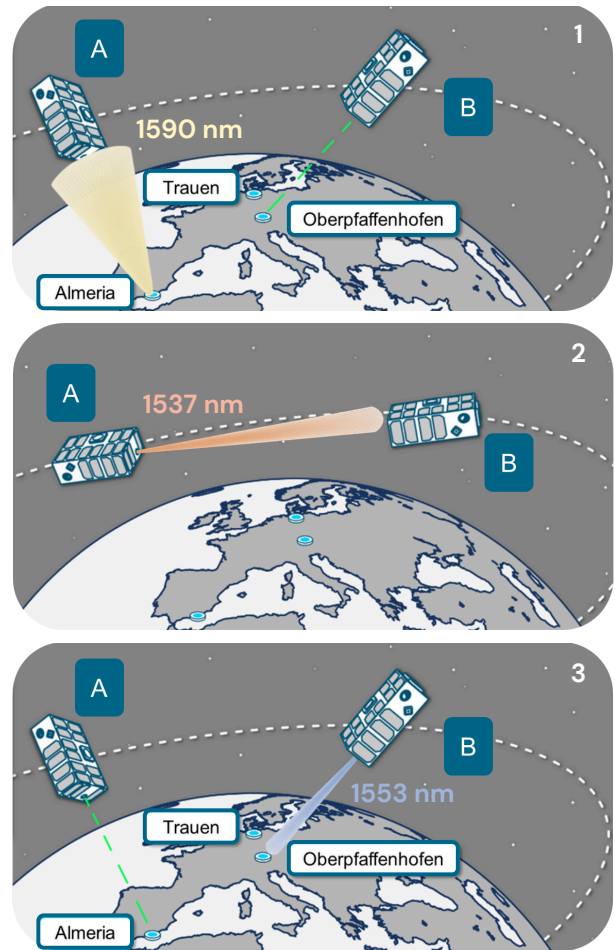 1
A
B
1590 nm
Trauen
Oberpfaffenhofen
Almeria
2
A
1537 nm
B
3
A
B
1553 nm
Trauen
Oberpfaffenhofen
Almeria